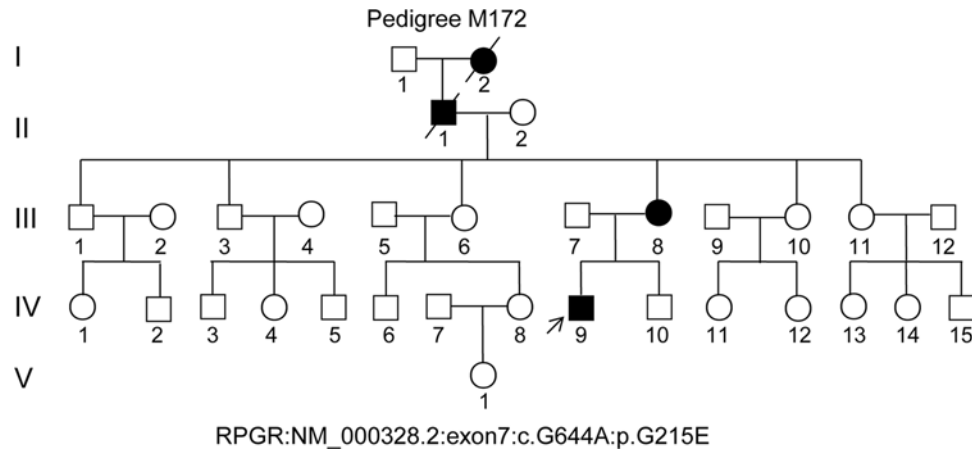 Pedigree M172
I
1 2
II
1 2
III
1 2 3 4 5 6 7 8 9 10 11 12
IV
1 2 3 4 5 6 7 8 9 10 11 12 13 14 15
V
1
RPGR:NM_000328.2:exon7:c.G644A:p.G215E